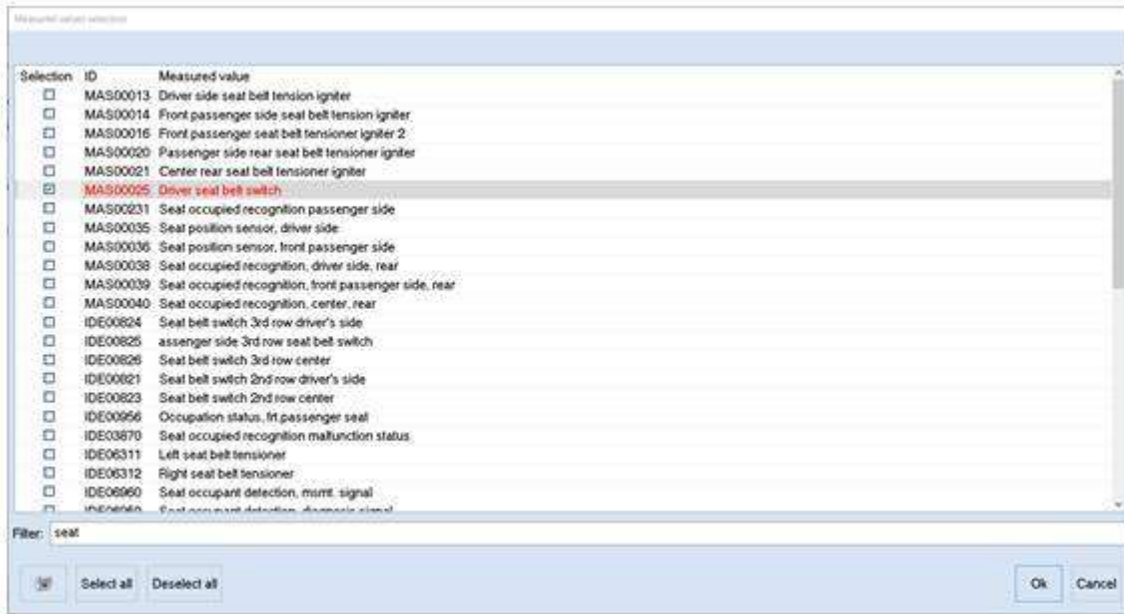 Measured values selection
Selection ID Measured value
MAS00013 Driver side seat belt tension igniter
MAS00014 Front passenger side seat belt tension igniter
MAS00016 Front passenger seat belt tensioner igniter 2
MAS00020 Passenger side rear seat belt tensioner igniter
MAS00021 Center rear seat belt tensioner igniter
MAS00025 Driver seat belt switch
MAS00231 Seat occupied recognition passenger side
MAS00035 Seat position sensor, driver side
MAS00036 Seat position sensor, front passenger side
MAS00038 Seat occupied recognition, driver side, rear
MAS00039 Seat occupied recognition, front passenger side, rear
MAS00040 Seat occupied recognition, center, rear
IDE00824 Seat belt switch 3rd row driver's side
IDE00825 assenger side 3rd row seat belt switch
IDE00826 Seat belt switch 3rd row center
IDE00821 Seat belt switch 2nd row driver's side
IDE00823 Seat belt switch 2nd row center
IDE00956 Occupation status, frt passenger seat
IDE03870 Seat occupied recognition malfunction status
IDE06311 Left seat belt tensioner
IDE06312 Right seat belt tensioner
IDE06960 Seat occupant detection, msmt. signal
Seat occupant detection, diagnosis signal
Filter: seat
Select all Deselect all Ok Cancel